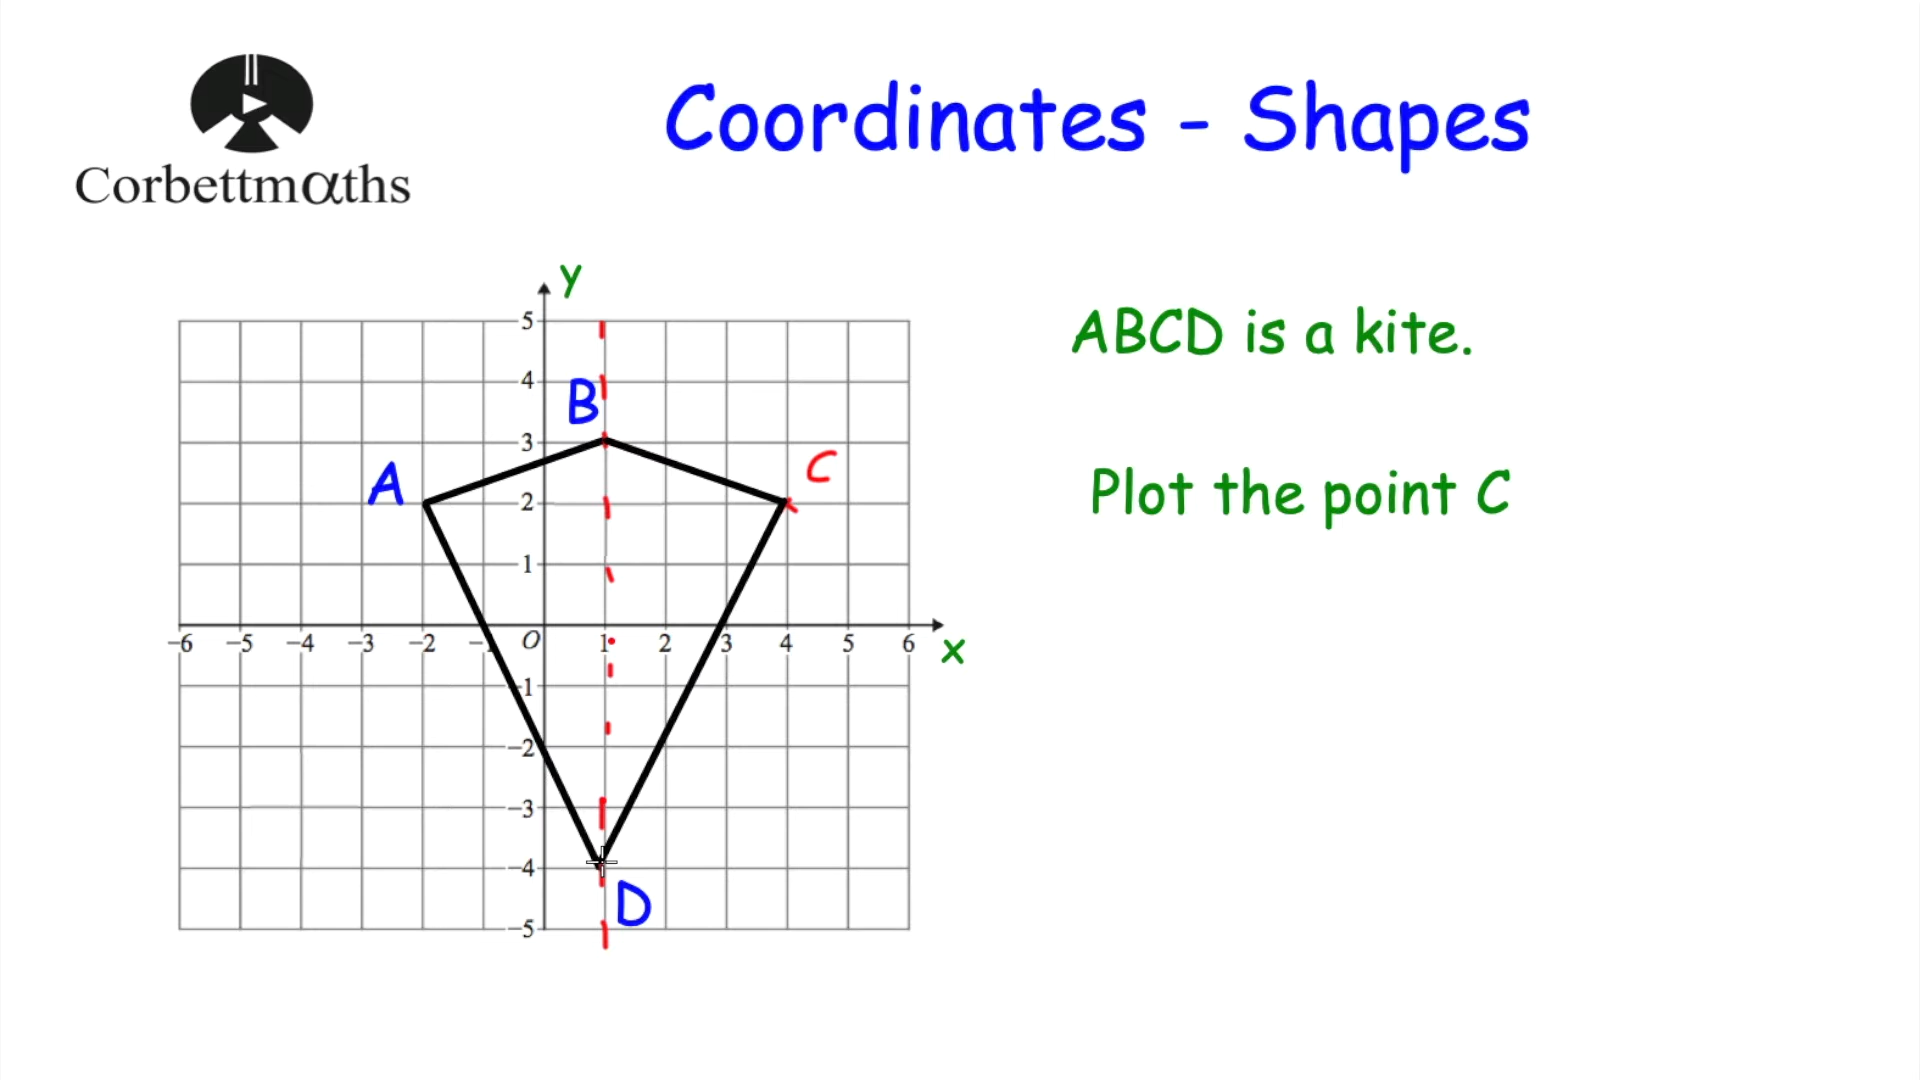 Corbettmαths
Coordinates - Shapes
y
5
4
B
3
A
C
2
1
-6 -5 -4 -3 -2 -1 O 1 2 3 4 5 6
x
-1
-2
-3
-4
D
-5
ABCD is a kite.
Plot the point C